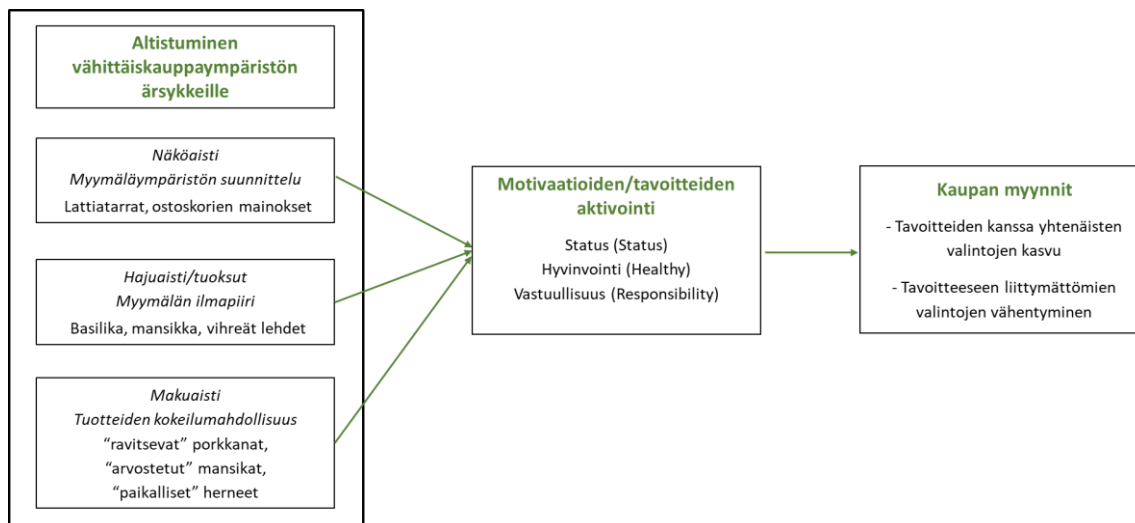 Altistuminen
vähittäiskauppaympäristön
ärsykkeille
Näköaisti
Myymäläympäristön suunnittelu
Lattiatarrat, ostoskorien mainokset
Hajuaisti/tuoksut
Myymälän ilmapiiri
Basilika, mansikka, vihreät lehdet
Makuaisti
Tuotteiden kokeilumahdollisuus
“ravitsevat” porkkanat,
“arvostetut” mansikat,
“paikalliset” herneet
Motivaatioiden/tavoitteiden
aktivointi
Status (Status)
Hyvinvointi (Healthy)
Vastuullisuus (Responsibility)
Kaupan myynnit
- Tavoitteiden kanssa yhtenäisten
valintojen kasvu
- Tavoitteeseen liittymättömien
valintojen vähentyminen